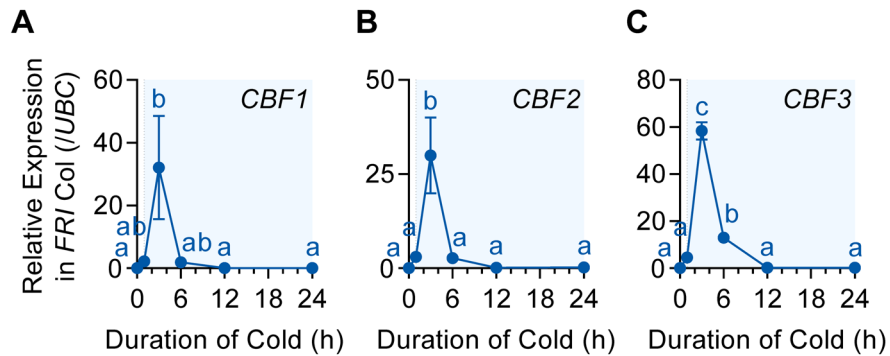 A
Relative Expression
in FRI Col (/UBC)
60
40
20
0
CBF1
b
ab
a
ab
a
a
0 6 12 18 24
Duration of Cold (h)
B
50
25
0
CBF2
b
a
a
a
a
a
0 6 12 18 24
Duration of Cold (h)
C
80
60
40
20
0
CBF3
c
b
a
a
a
a
0 6 12 18 24
Duration of Cold (h)